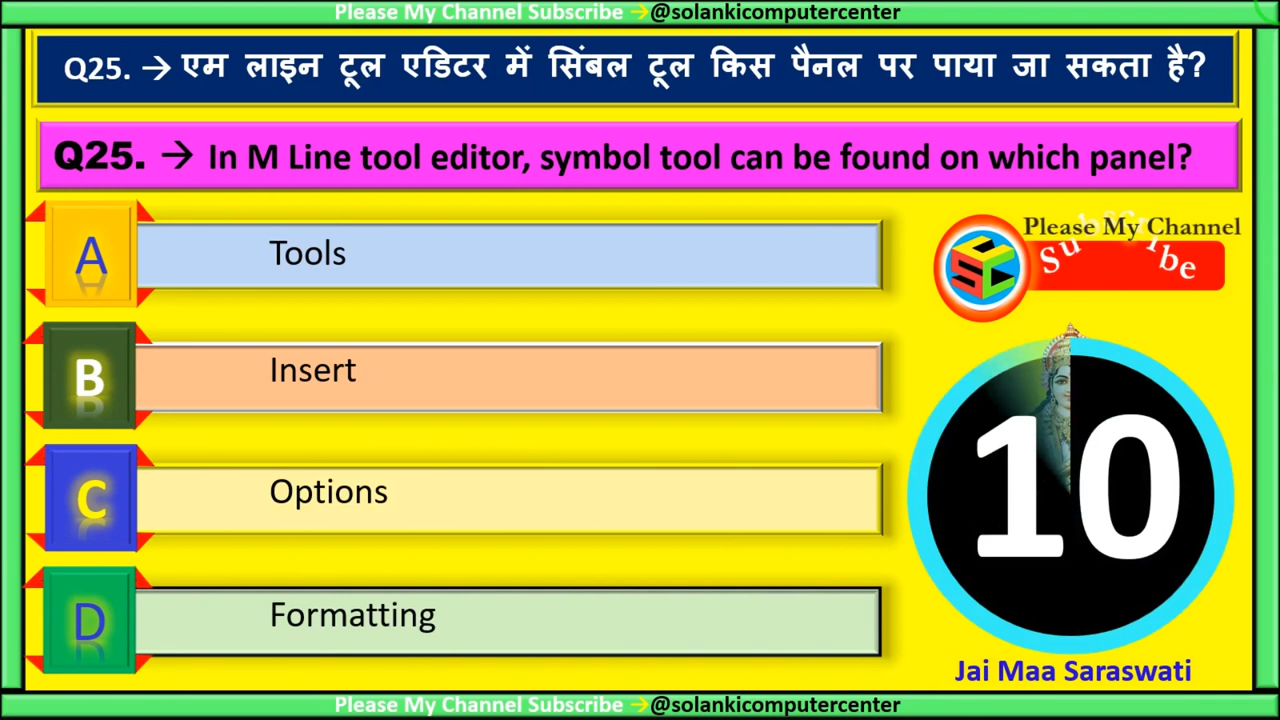 Please My Channel Subscribe → @solankicomputercenter
Q25. → एम लाइन टूल एडिटर में सिंबल टूल किस पैनल पर पाया जा सकता है?
Q25. → In M Line tool editor, symbol tool can be found on which panel?
A Tools
Please My Channel
Subscribe
SCC
B Insert
C Options
10
D Formatting
Jai Maa Saraswati
Please My Channel Subscribe → @solankicomputercenter